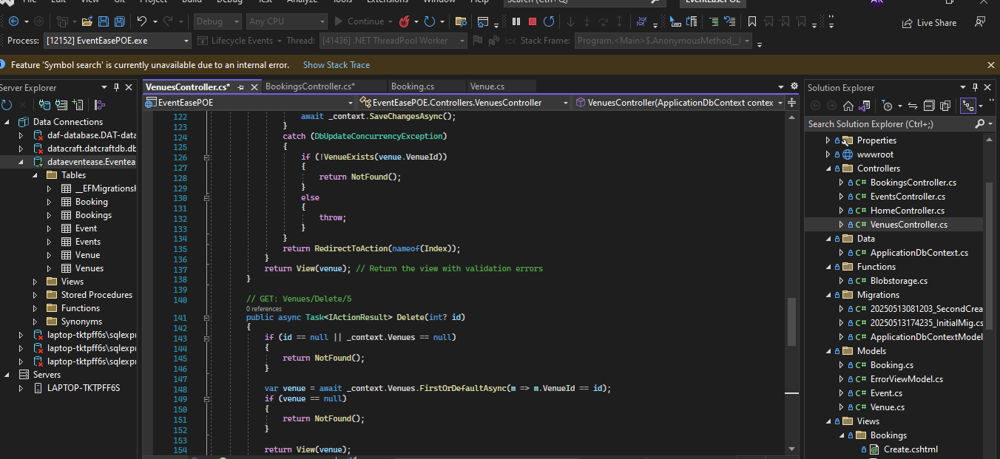 File Edit View Git Project Build Debug Test Analyze Tools Extensions Window Help Search (Ctrl+Q) EventEasePOE
Debug Any CPU Continue Live Share
Process: [12152] EventEasePOE.exe Lifecycle Events Thread: [41436] .NET ThreadPool Worker Stack Frame: Program.<Main>$.AnonymousMethod__
Feature 'Symbol search' is currently unavailable due to an internal error. Show Stack Trace
Server Explorer
Data Connections
daf-database.DAT-data
datacraft.datcraftdb.db
dataeventease.Eventeas
Tables
__EFMigrationsH
Booking
Bookings
Event
Events
Venue
Venues
Views
Stored Procedures
Functions
Synonyms
laptop-tktpff6s\sqlexpr
laptop-tktpff6s\sqlexpr
laptop-tktpff6s\sqlexpr
Servers
LAPTOP-TKTPFF6S
VenuesController.cs* BookingsController.cs* Booking.cs Venue.cs
EventEasePOE EventEasePOE.Controllers.VenuesController VenuesController(ApplicationDbContext contex
122 await _context.SaveChangesAsync();
123 }
124 catch (DbUpdateConcurrencyException)
125 {
126 if (!VenueExists(venue.VenueId))
127 {
128 return NotFound();
129 }
130 else
131 {
132 throw;
133 }
134 }
135 return RedirectToAction(nameof(Index));
136 }
137 return View(venue); // Return the view with validation errors
138 }
139
140 // GET: Venues/Delete/5
0 references
141 public async Task<IActionResult> Delete(int? id)
142 {
143 if (id == null || _context.Venues == null)
144 {
145 return NotFound();
146 }
147
148 var venue = await _context.Venues.FirstOrDefaultAsync(m => m.VenueId == id);
149 if (venue == null)
150 {
151 return NotFound();
152 }
153
154 return View(venue);
Solution Explorer
Search Solution Explorer (Ctrl+;)
Properties
wwwroot
Controllers
C# BookingsController.cs
C# EventsController.cs
C# HomeController.cs
C# VenuesController.cs
Data
C# ApplicationDbContext.cs
Functions
C# Blobstorage.cs
Migrations
C# 20250513081203_SecondCrea
C# 20250513174235_InitialMig.cs
C# ApplicationDbContextModel
Models
C# Booking.cs
C# ErrorViewModel.cs
C# Event.cs
C# Venue.cs
Views
Bookings
Create.cshtml